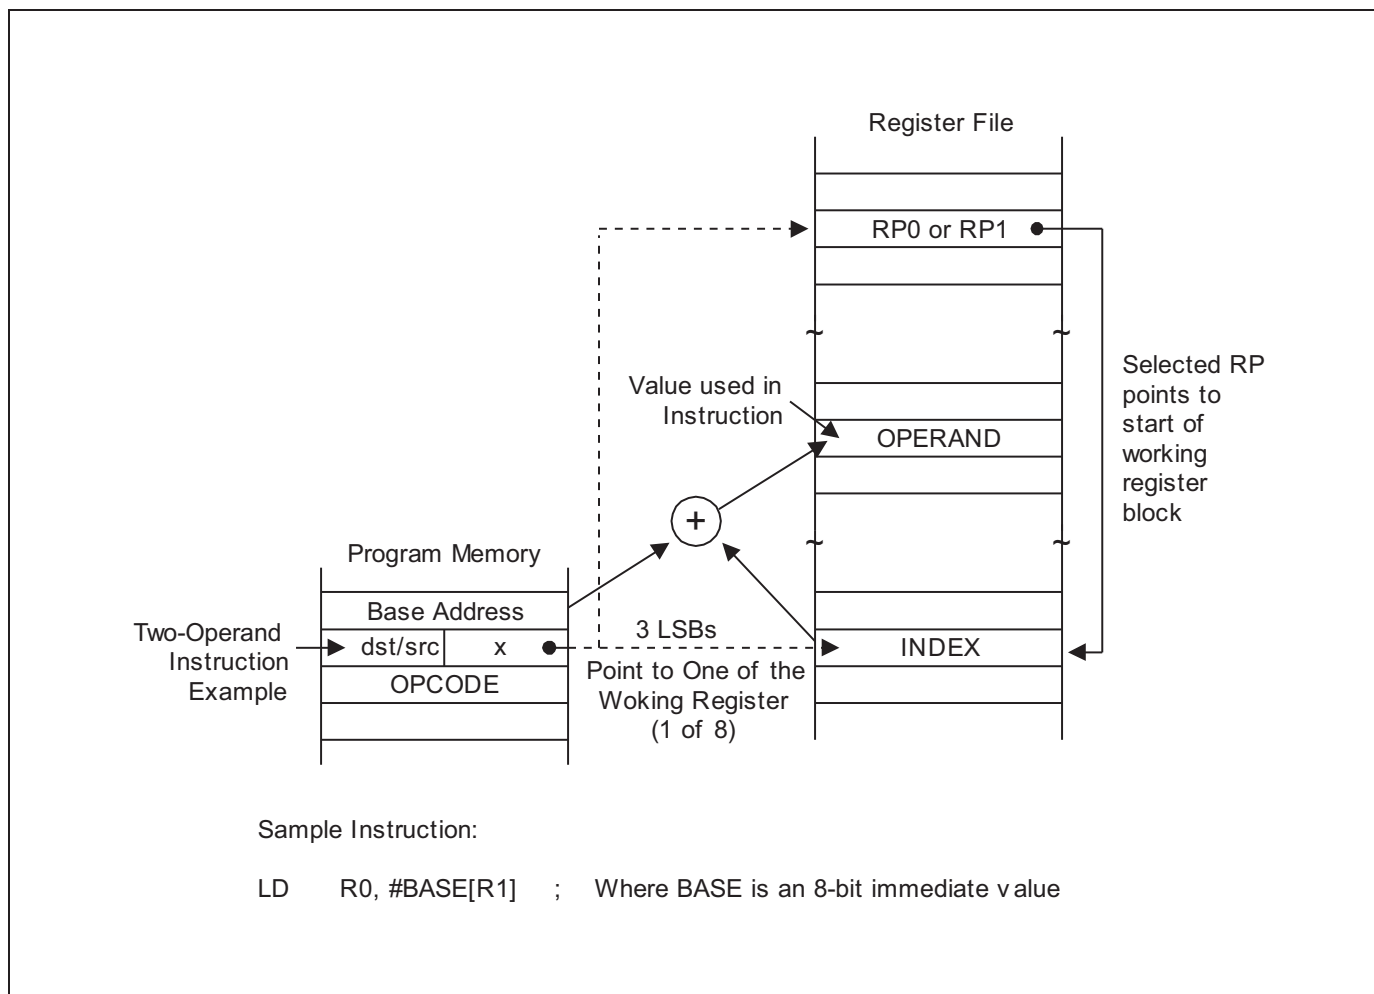 Register File
RP0 or RP1
Selected RP
points to
start of
working
register
block
Value used in
Instruction
OPERAND
+
Program Memory
Base Address
Two-Operand
Instruction
Example
dst/src x
3 LSBs
INDEX
OPCODE
Point to One of the
Woking Register
(1 of 8)
~ ~
~ ~
Sample Instruction:
LD R0, #BASE[R1] ; Where BASE is an 8-bit immediate value